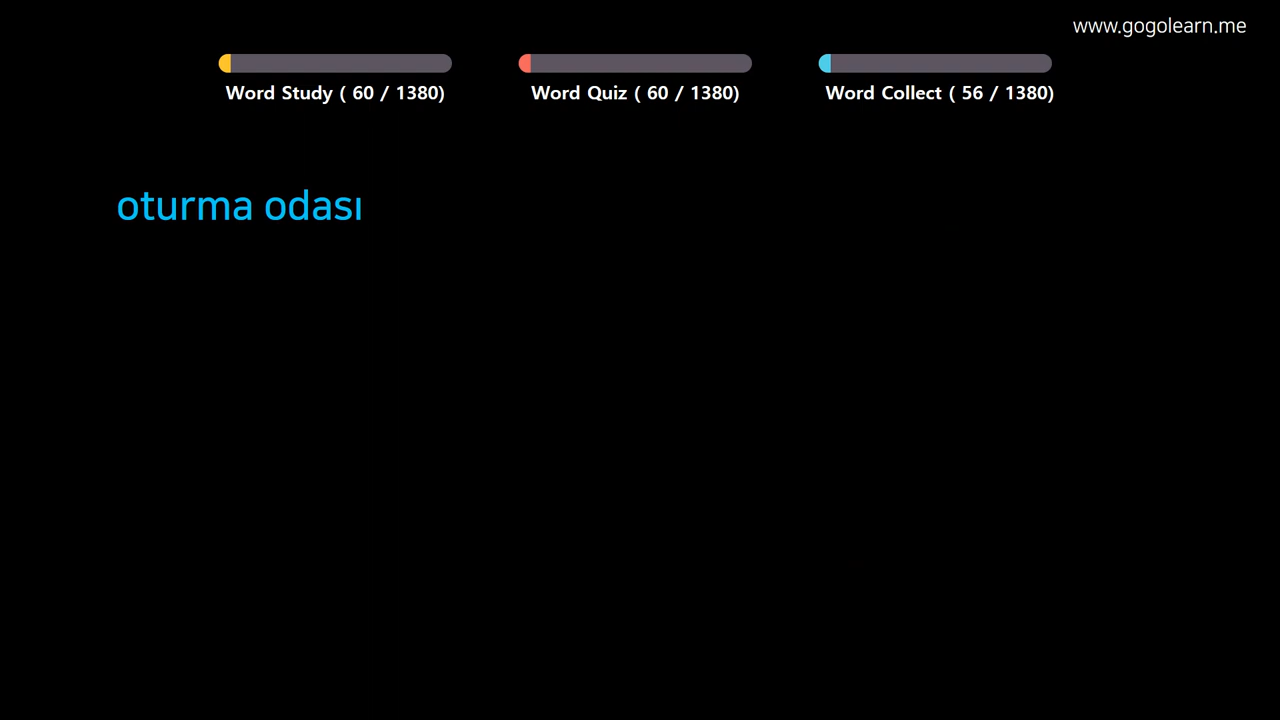 www.gogolearn.me
Word Study ( 60 / 1380)
Word Quiz ( 60 / 1380)
Word Collect ( 56 / 1380)
oturma odası